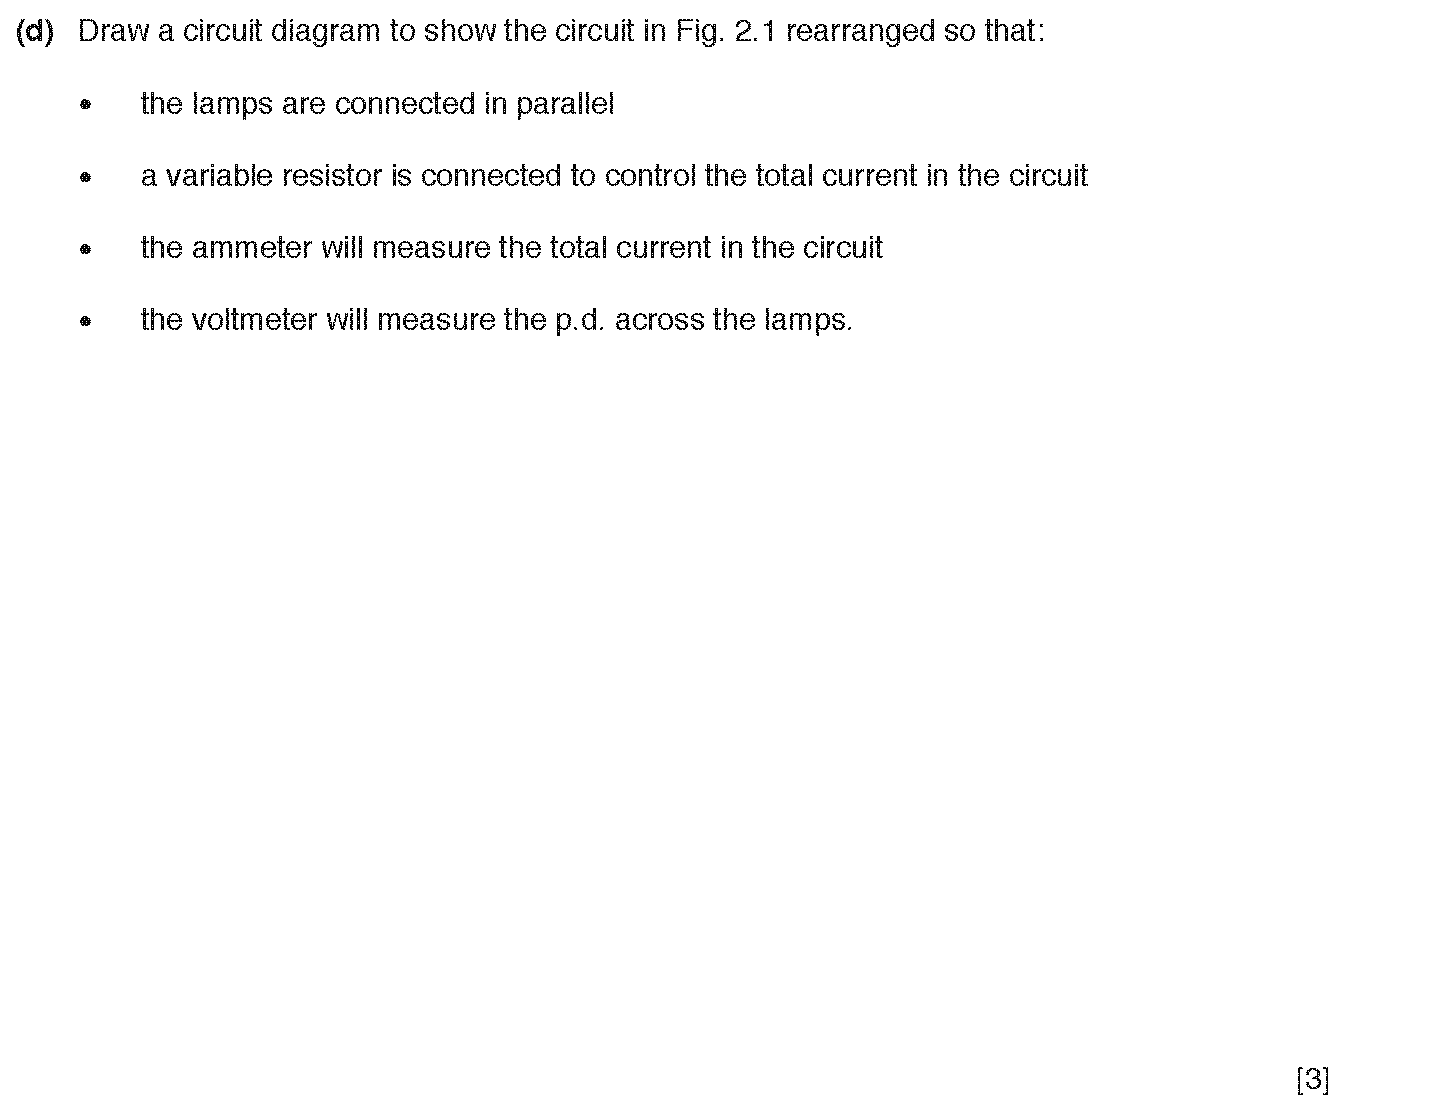 (d) Draw a circuit diagram to show the circuit in Fig. 2.1 rearranged so that:
• the lamps are connected in parallel
• a variable resistor is connected to control the total current in the circuit
• the ammeter will measure the total current in the circuit
• the voltmeter will measure the p.d. across the lamps.
[3]